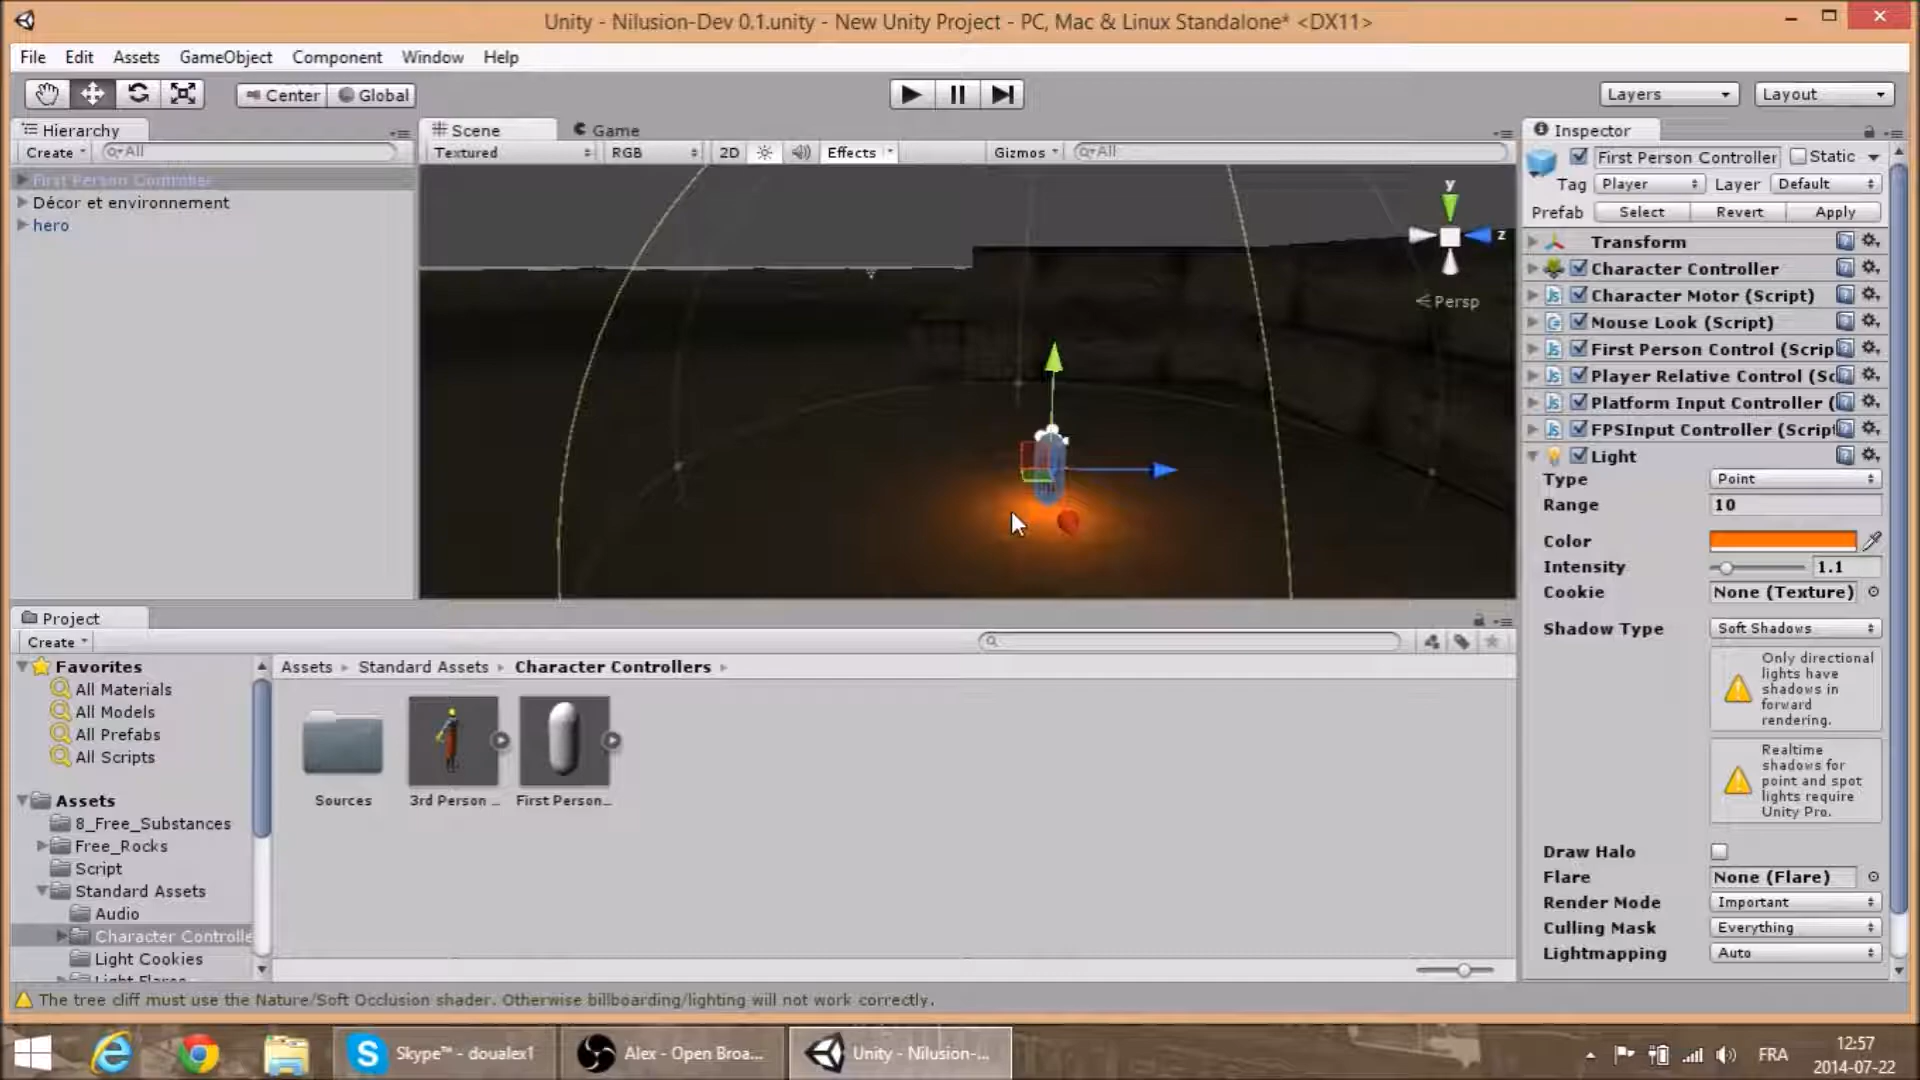 Unity - Nilusion-Dev 0.1.unity - New Unity Project - PC, Mac & Linux Standalone* <DX11>
File Edit Assets GameObject Component Window Help
Center Global
Layers Layout
Hierarchy
Create All
First Person Controller
Décor et environnement
hero
Scene Game
Textured RGB 2D Effects Gizmos All
y
z
Persp
Inspector
First Person Controller Static
Tag Player Layer Default
Prefab Select Revert Apply
Transform
Character Controller
Character Motor (Script)
Mouse Look (Script)
First Person Control (Scrip
Player Relative Control (Sc
Platform Input Controller (
FPSInput Controller (Script
Light
Type Point
Range 10
Color
Intensity 1.1
Cookie None (Texture)
Shadow Type Soft Shadows
Only directional
lights have
shadows in
forward
rendering.
Realtime
shadows for
point and spot
lights require
Unity Pro.
Draw Halo
Flare None (Flare)
Render Mode Important
Culling Mask Everything
Lightmapping Auto
Project
Create
Favorites
All Materials
All Models
All Prefabs
All Scripts
Assets
8_Free_Substances
Free_Rocks
Script
Standard Assets
Audio
Character Controlle
Light Cookies
Light Flares
Assets Standard Assets Character Controllers
Sources 3rd Person ... First Person...
The tree cliff must use the Nature/Soft Occlusion shader. Otherwise billboarding/lighting will not work correctly.
Skype™ - doualex1
Alex - Open Broa...
Unity - Nilusion-...
FRA
12:57
2014-07-22